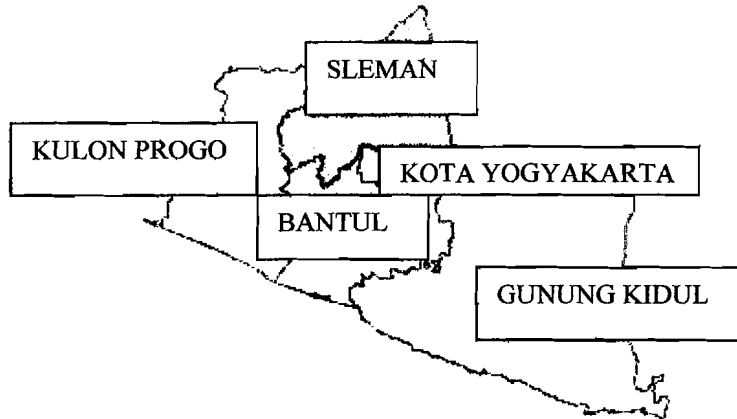 SLEMAN
KULON PROGO
KOTA YOGYAKARTA
BANTUL
GUNUNG KIDUL